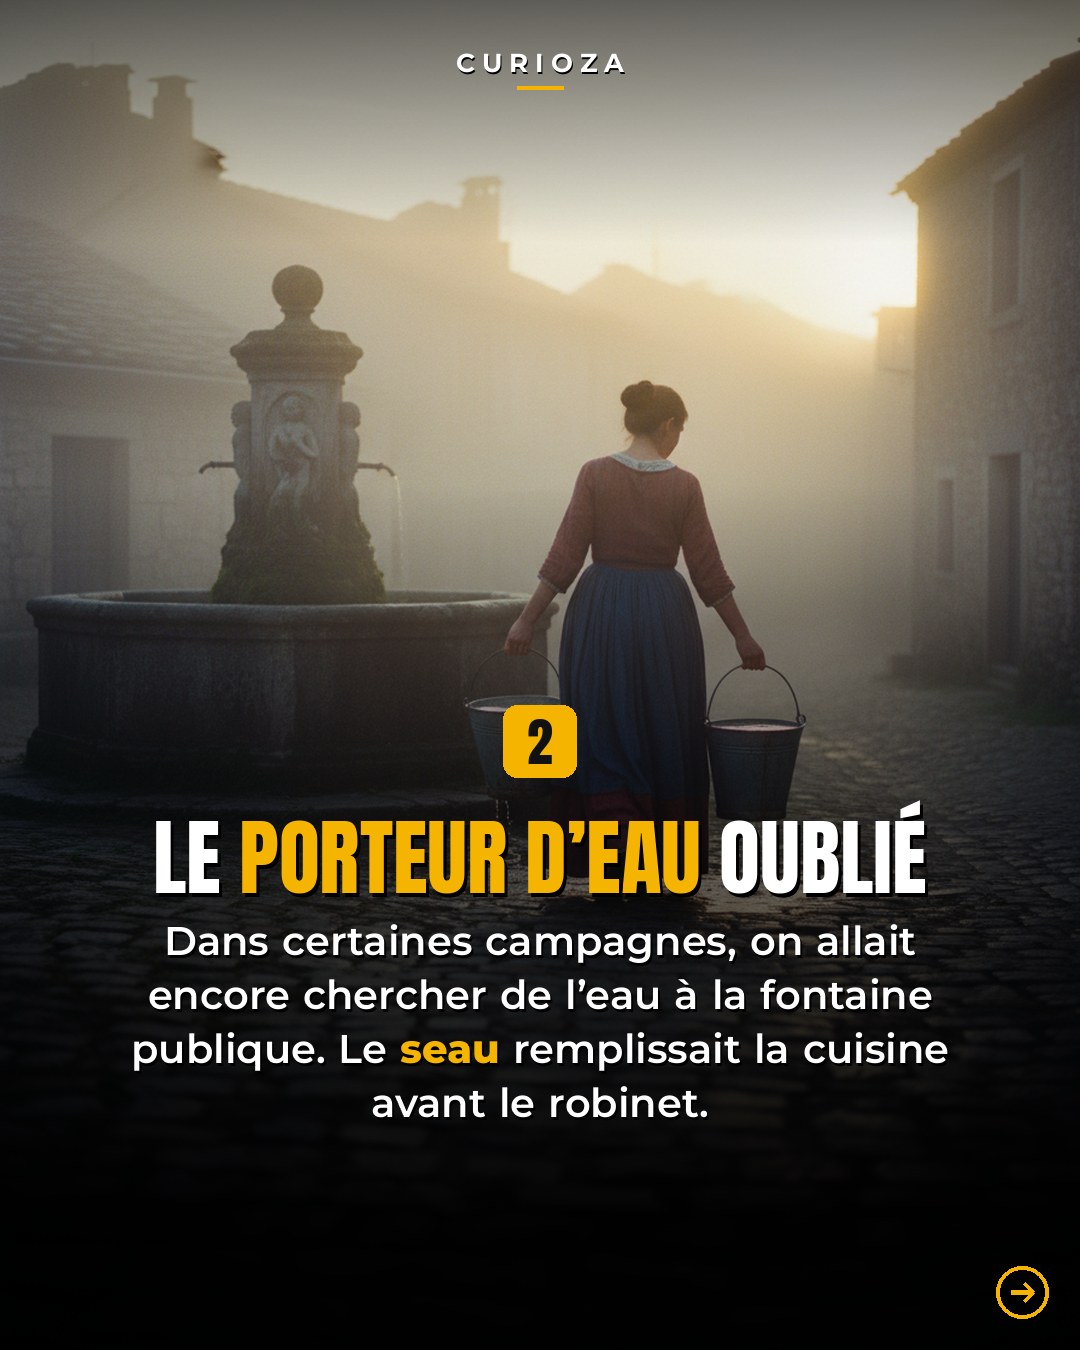 CURIOZA
2
LE PORTEUR D’EAU OUBLIÉ
Dans certaines campagnes, on allait
encore chercher de l’eau à la fontaine
publique. Le seau remplissait la cuisine
avant le robinet.